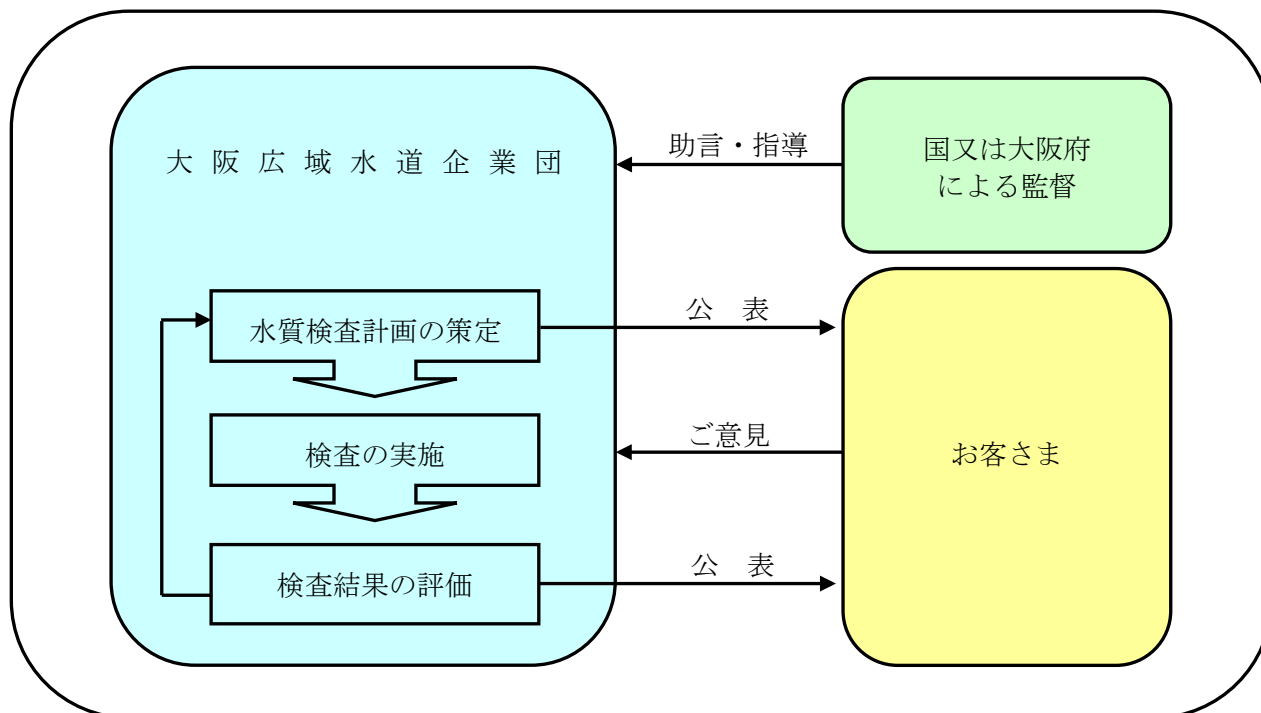 大阪広域水道企業団
助言・指導
国又は大阪府
による監督
水質検査計画の策定
公表
検査の実施
ご意見
お客さま
検査結果の評価
公表